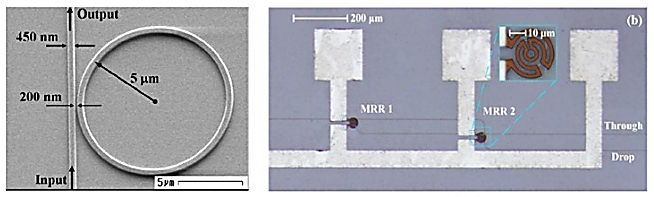 Output
450 nm
5 μm
200 nm
Input
5μm
200 μm
(b)
10 μm
MRR 1
MRR 2
Through
Drop